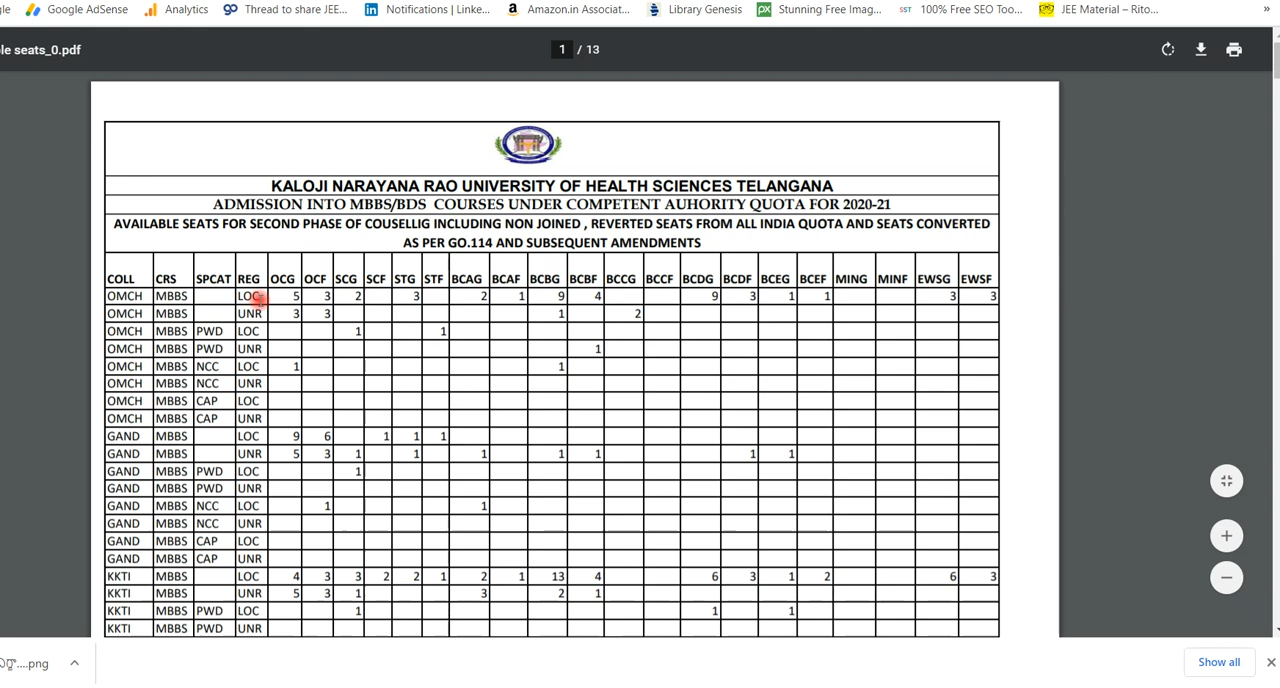 gle Google AdSense Analytics Thread to share JEE... Notifications | Linke... Amazon.in Associat... Library Genesis Stunning Free Imag... 100% Free SEO Too... JEE Material – Rito... »
le seats_0.pdf 1 / 13
KALOJI NARAYANA RAO UNIVERSITY OF HEALTH SCIENCES TELANGANA
ADMISSION INTO MBBS/BDS COURSES UNDER COMPETENT AUHORITY QUOTA FOR 2020-21
AVAILABLE SEATS FOR SECOND PHASE OF COUSELLIG INCLUDING NON JOINED , REVERTED SEATS FROM ALL INDIA QUOTA AND SEATS CONVERTED
AS PER GO.114 AND SUBSEQUENT AMENDMENTS
COLL CRS SPCAT REG OCG OCF SCG SCF STG STF BCAG BCAF BCBG BCBF BCCG BCCF BCDG BCDF BCEG BCEF MING MINF EWSG EWSF
OMCH MBBS LOC 5 3 2 3 2 1 9 4 9 3 1 1 3 3
OMCH MBBS UNR 3 3 1 2
OMCH MBBS PWD LOC 1 1
OMCH MBBS PWD UNR 1
OMCH MBBS NCC LOC 1 1
OMCH MBBS NCC UNR
OMCH MBBS CAP LOC
OMCH MBBS CAP UNR
GAND MBBS LOC 9 6 1 1 1
GAND MBBS UNR 5 3 1 1 1 1 1 1 1
GAND MBBS PWD LOC 1
GAND MBBS PWD UNR
GAND MBBS NCC LOC 1 1
GAND MBBS NCC UNR
GAND MBBS CAP LOC
GAND MBBS CAP UNR
KKTI MBBS LOC 4 3 3 2 2 1 2 1 13 4 6 3 1 2 6 3
KKTI MBBS UNR 5 3 1 3 2 1
KKTI MBBS PWD LOC 1 1 1
KKTI MBBS PWD UNR
....png Show all